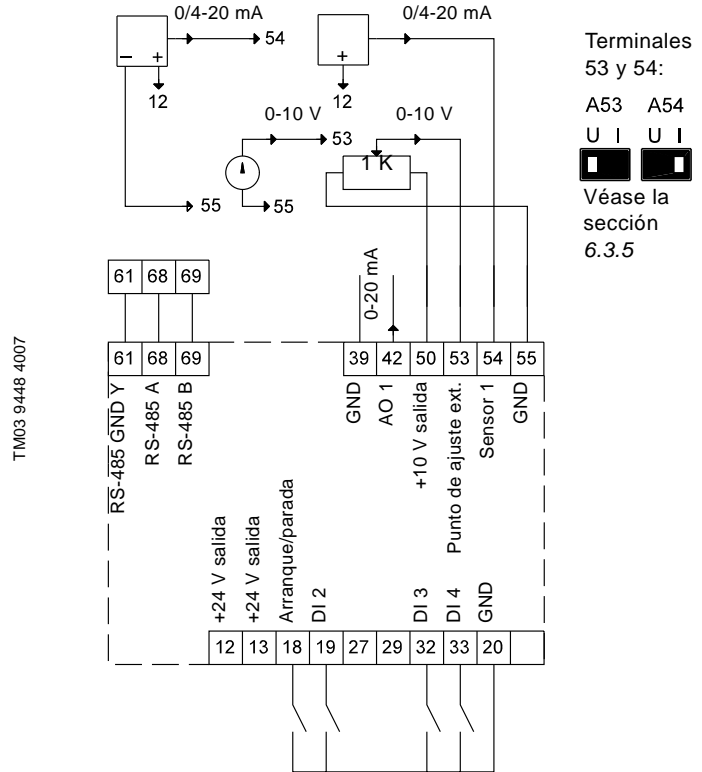 0/4-20 mA
0/4-20 mA
54
– +
+
12
12
0-10 V
0-10 V
53
1 K
55
55
Terminales
53 y 54:
A53 A54
U I U I
Véase la
sección
6.3.5
61 68 69
0-20 mA
61 68 69
39 42 50 53 54 55
RS-485 GND Y
RS-485 A
RS-485 B
GND
AO 1
+10 V salida
Punto de ajuste ext.
Sensor 1
GND
+24 V salida
+24 V salida
Arranque/parada
DI 2
DI 3
DI 4
GND
12 13 18 19 27 29 32 33 20
TM03 9448 4007